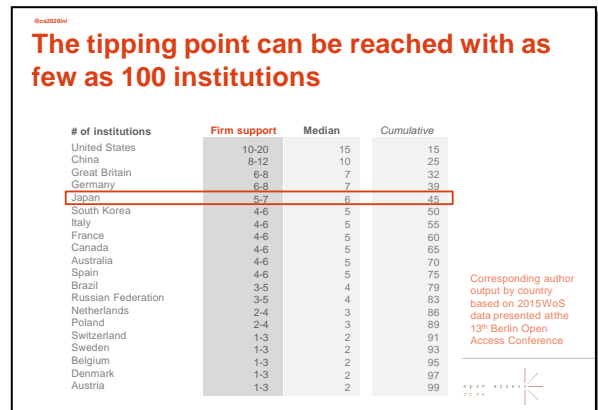 @oa2020ini
The tipping point can be reached with as
few as 100 institutions
# of institutions Firm support Median Cumulative
United States 10-20 15 15
China 8-12 10 25
Great Britain 6-8 7 32
Germany 6-8 7 39
Japan 5-7 6 45
South Korea 4-6 5 50
Italy 4-6 5 55
France 4-6 5 60
Canada 4-6 5 65
Australia 4-6 5 70
Spain 4-6 5 75
Brazil 3-5 4 79
Russian Federation 3-5 4 83
Netherlands 2-4 3 86
Poland 2-4 3 89
Switzerland 1-3 2 91
Sweden 1-3 2 93
Belgium 1-3 2 95
Denmark 1-3 2 97
Austria 1-3 2 99
Corresponding author
output by country
based on 2015WoS
data presented atthe
13th Berlin Open
Access Conference
open access